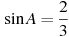 sin A = 2/3